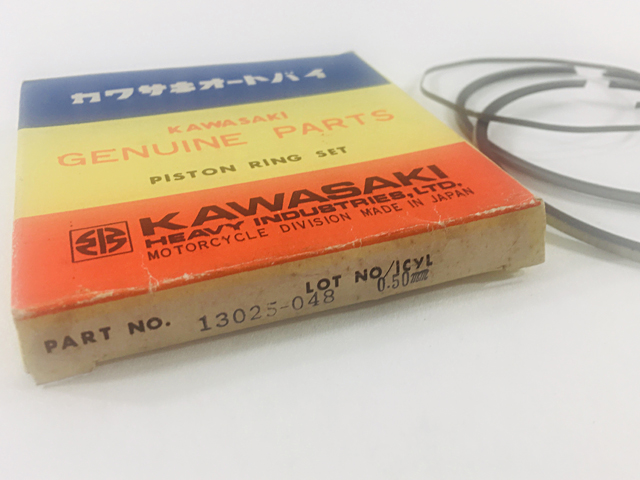 カワサキオートバイ
KAWASAKI
GENUINE PARTS
PISTON RING SET
KAWASAKI
HEAVY INDUSTRIES, LTD.
MOTORCYCLE DIVISION MADE IN JAPAN
LOT NO/1CYL
PART NO. 13025-048 0.50mm